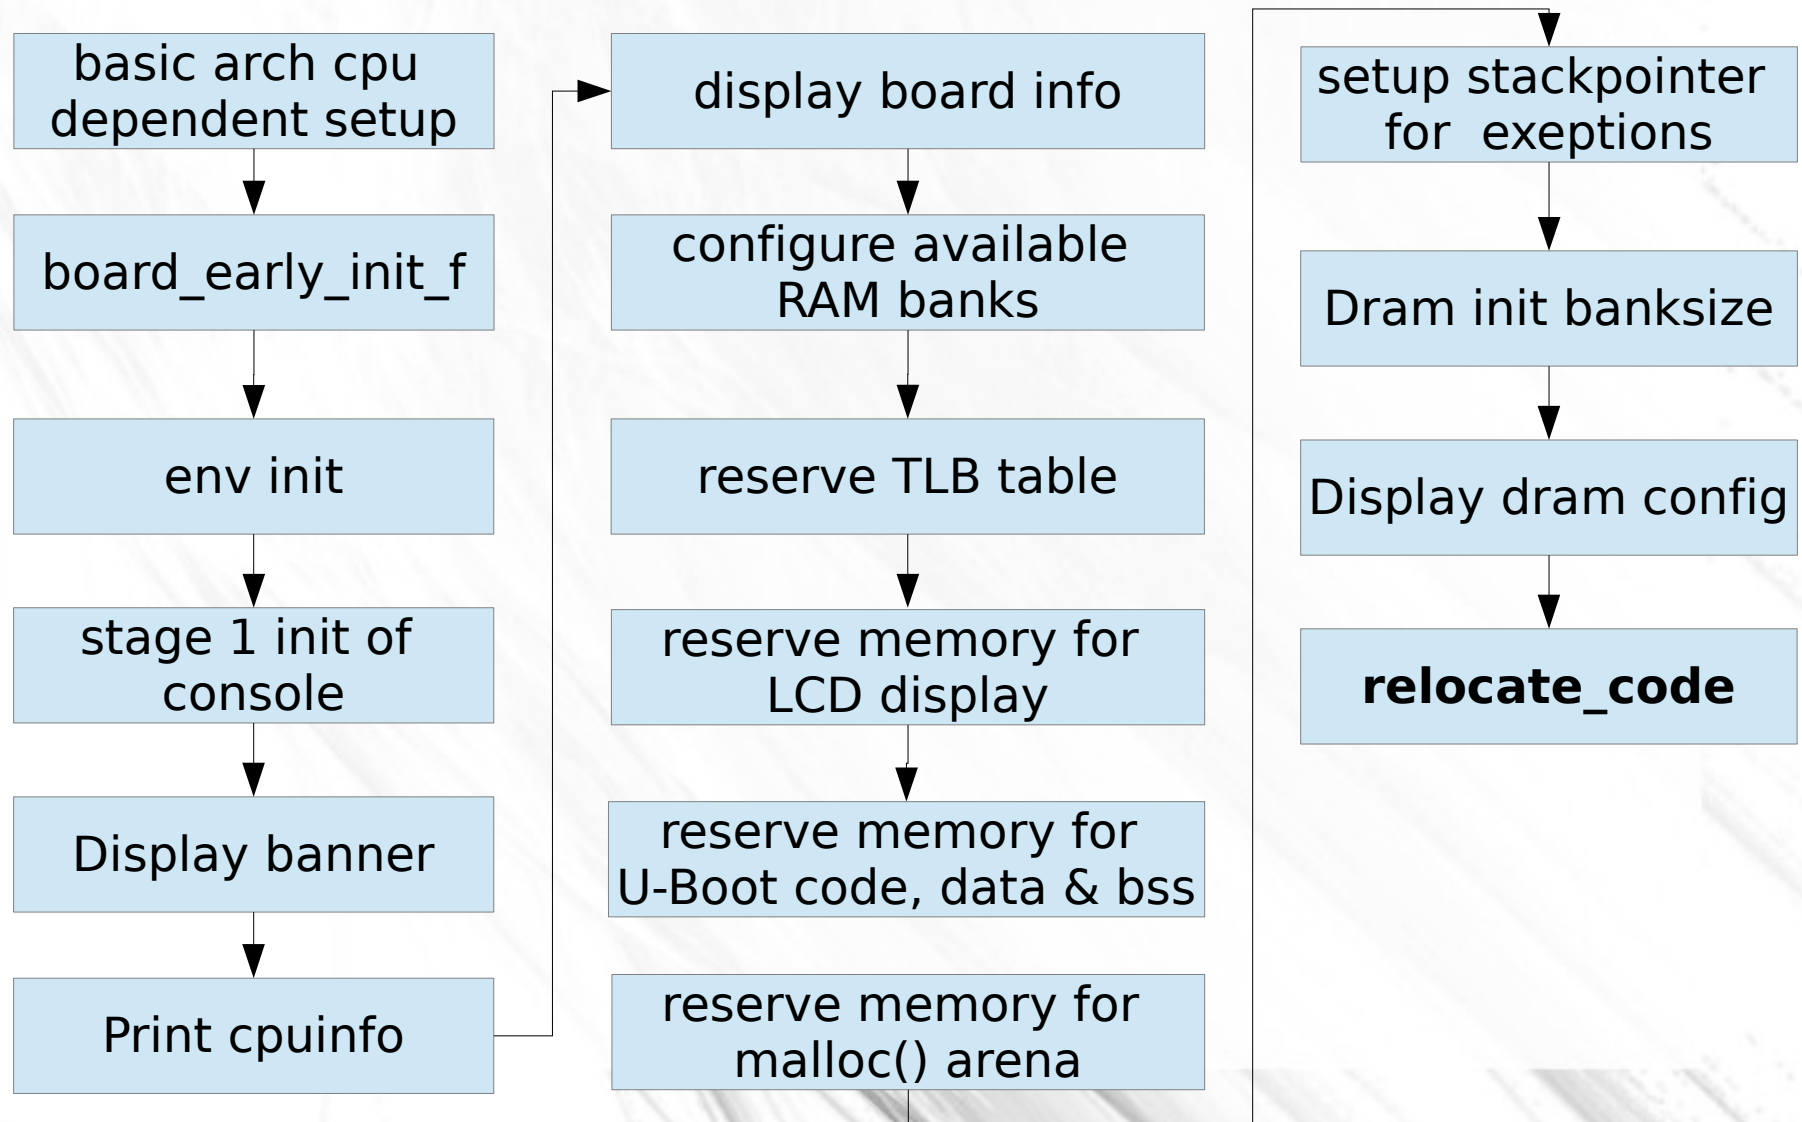 basic arch cpu
dependent setup
board_early_init_f
env init
stage 1 init of
console
Display banner
Print cpuinfo
display board info
configure available
RAM banks
reserve TLB table
reserve memory for
LCD display
reserve memory for
U-Boot code, data & bss
reserve memory for
malloc() arena
setup stackpointer
for  exeptions
Dram init banksize
Display dram config
relocate_code